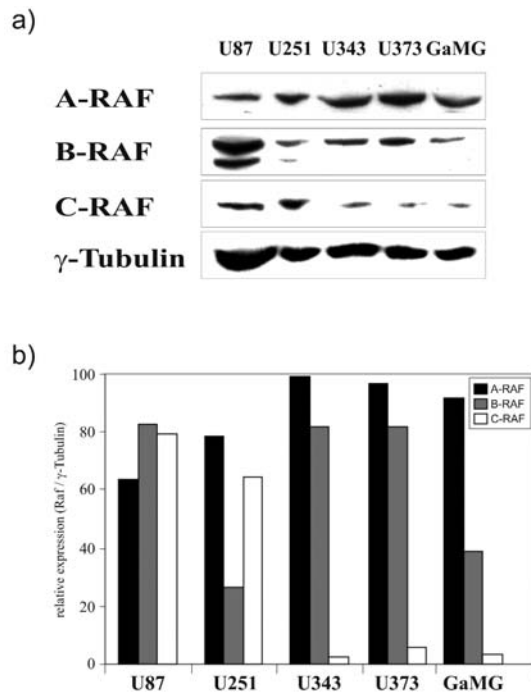 a)
U87 U251 U343 U373 GaMG
A-RAF
B-RAF
C-RAF
γ-Tubulin
b)
relative expression (Raf / γ-Tubulin)
100
80
60
40
20
0
A-RAF
B-RAF
C-RAF
U87 U251 U343 U373 GaMG